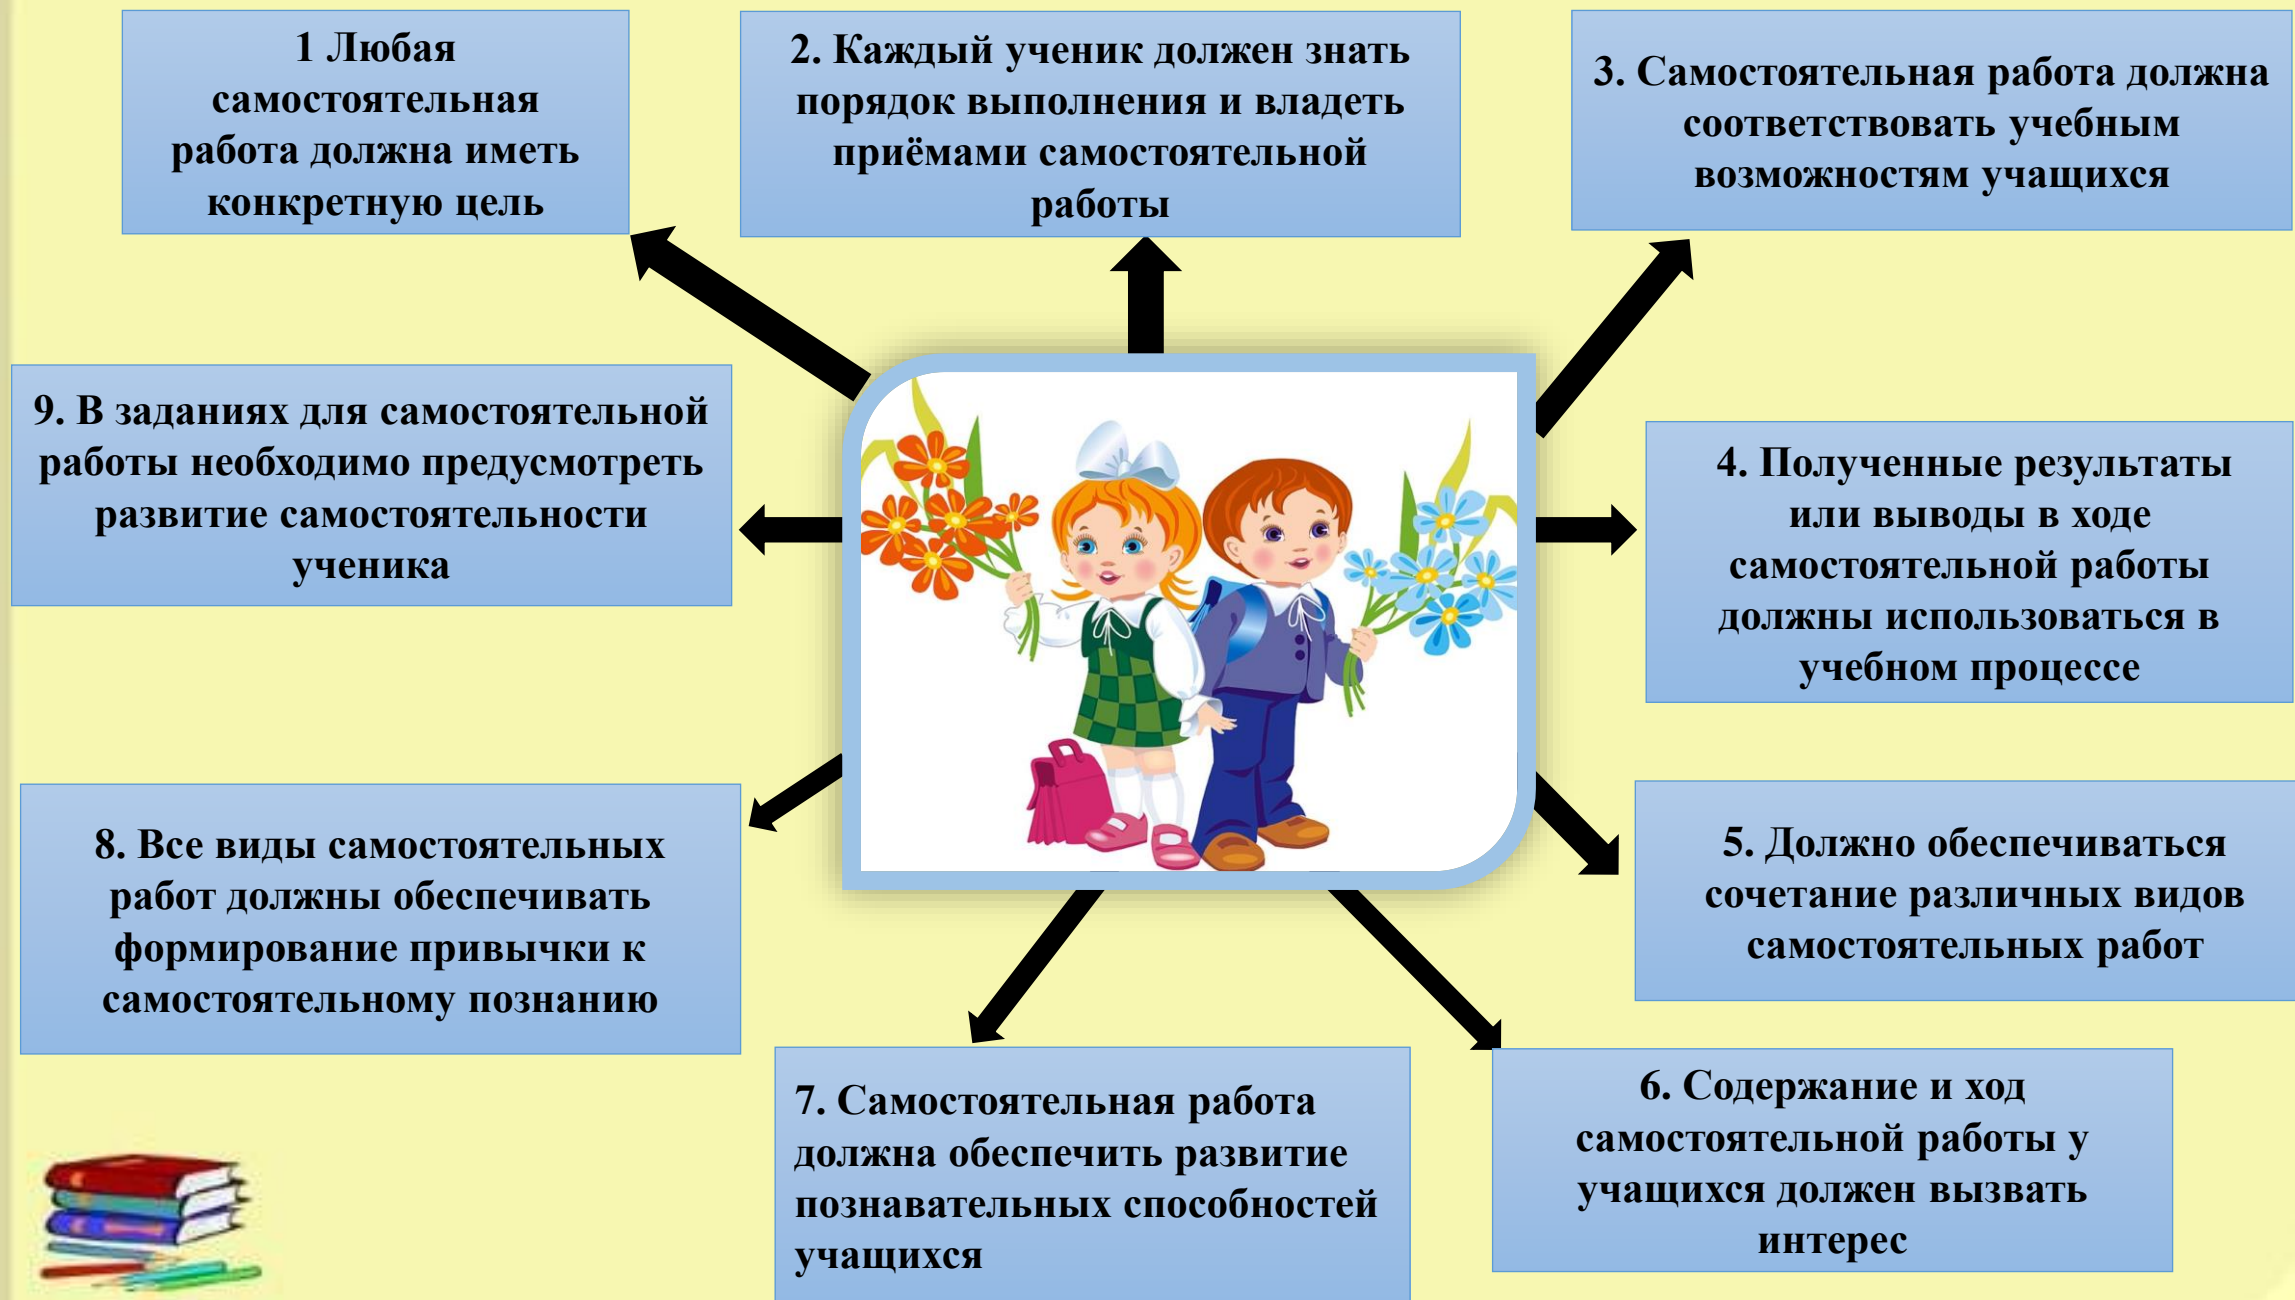 1 Любая
самостоятельная
работа должна иметь
конкретную цель
2. Каждый ученик должен знать
порядок выполнения и владеть
приёмами самостоятельной
работы
3. Самостоятельная работа должна
соответствовать учебным
возможностям учащихся
4. Полученные результаты
или выводы в ходе
самостоятельной работы
должны использоваться в
учебном процессе
5. Должно обеспечиваться
сочетание различных видов
самостоятельных работ
6. Содержание и ход
самостоятельной работы у
учащихся должен вызвать
интерес
7. Самостоятельная работа
должна обеспечить развитие
познавательных способностей
учащихся
8. Все виды самостоятельных
работ должны обеспечивать
формирование привычки к
самостоятельному познанию
9. В заданиях для самостоятельной
работы необходимо предусмотреть
развитие самостоятельности
ученика